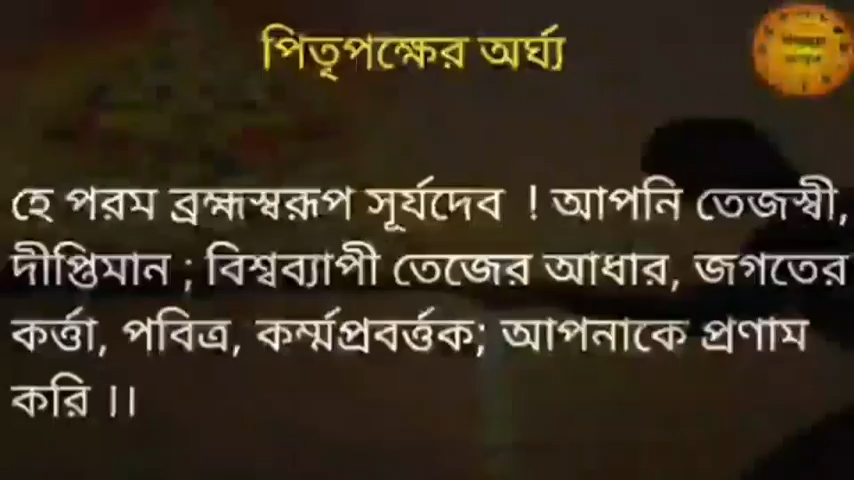 পিতৃপক্ষের অর্ঘ্য
হে পরম ব্রহ্মস্বরূপ সূর্যদেব ! আপনি তেজস্বী,
দীপ্তিমান ; বিশ্বব্যাপী তেজের আধার, জগতের
কর্ত্তা, পবিত্র, কর্ম্মপ্রবর্ত্তক; আপনাকে প্রণাম
করি ।।